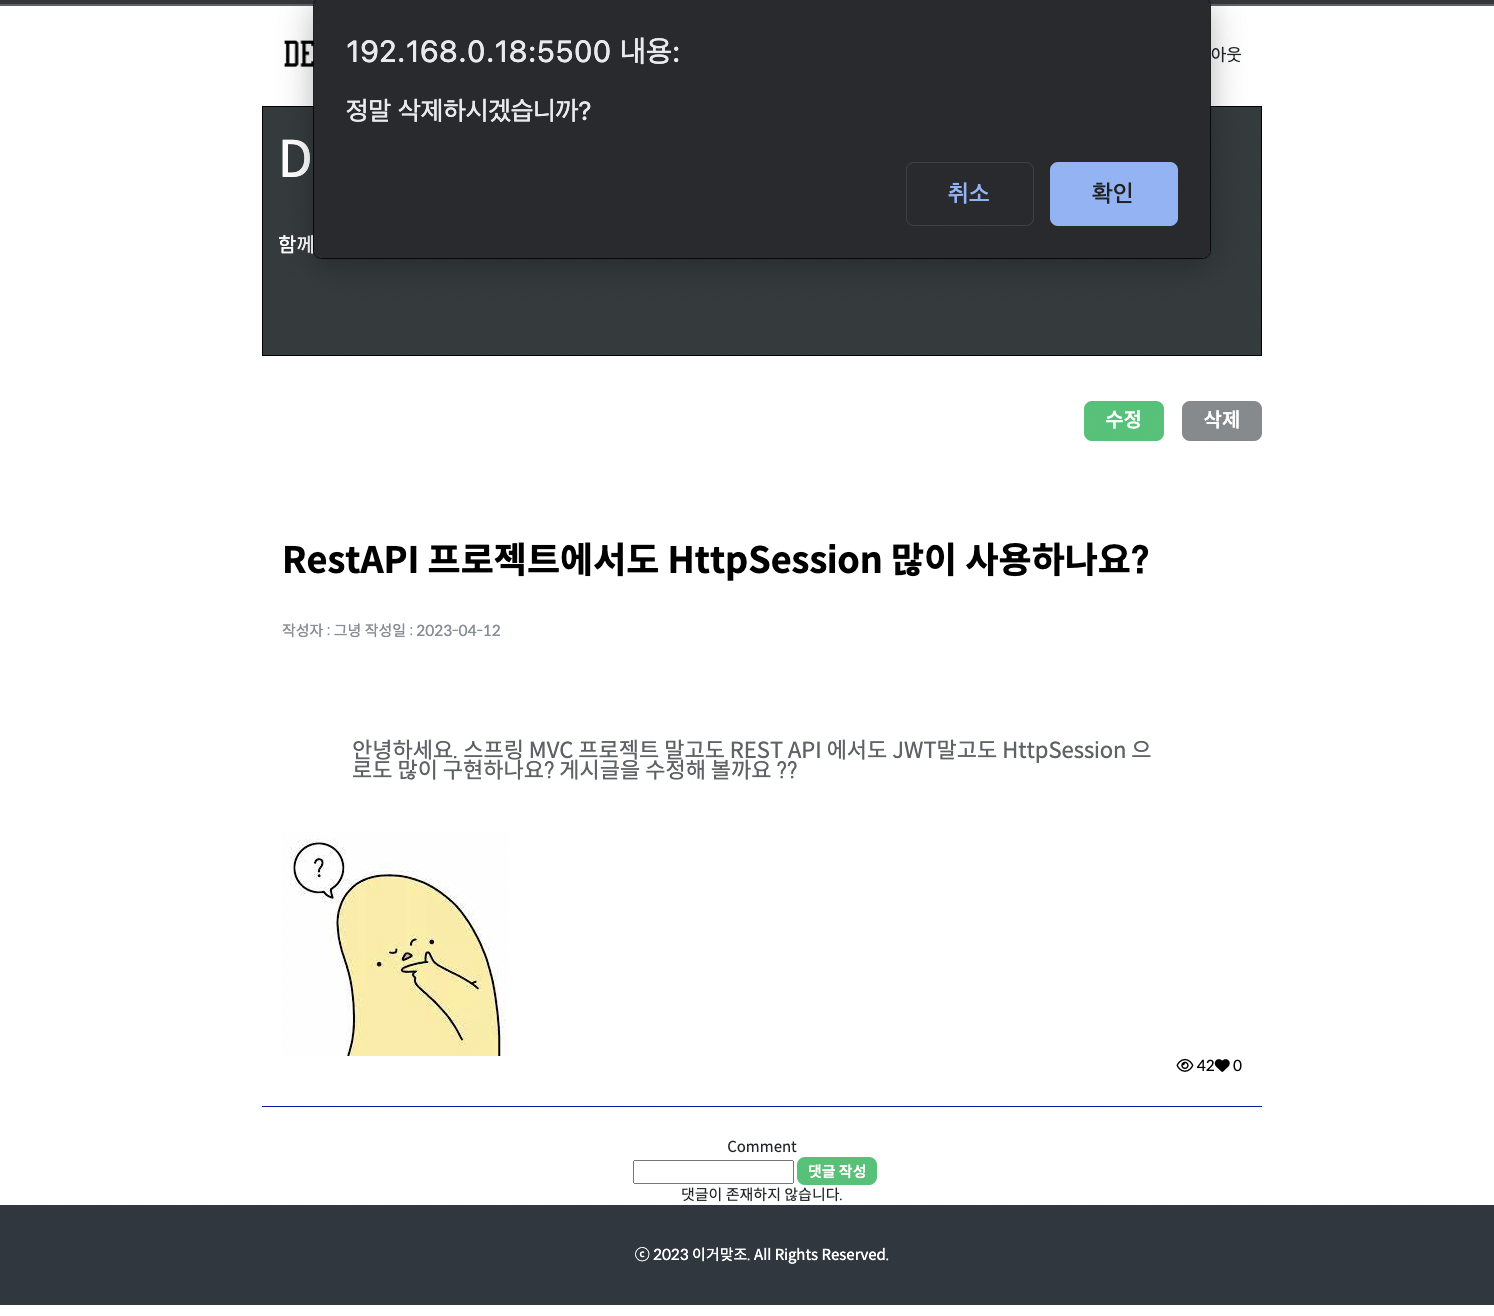 192.168.0.18:5500 내용:
정말 삭제하시겠습니까?
취소
확인
DE
아웃
D
함께
수정
삭제
RestAPI 프로젝트에서도 HttpSession 많이 사용하나요?
작성자 : 그녕 작성일 : 2023-04-12
안녕하세요. 스프링 MVC 프로젝트 말고도 REST API 에서도 JWT말고도 HttpSession 으
로도 많이 구현하나요? 게시글을 수정해 볼까요 ??
?
42 0
Comment
댓글 작성
댓글이 존재하지 않습니다.
ⓒ 2023 이거맞조. All Rights Reserved.